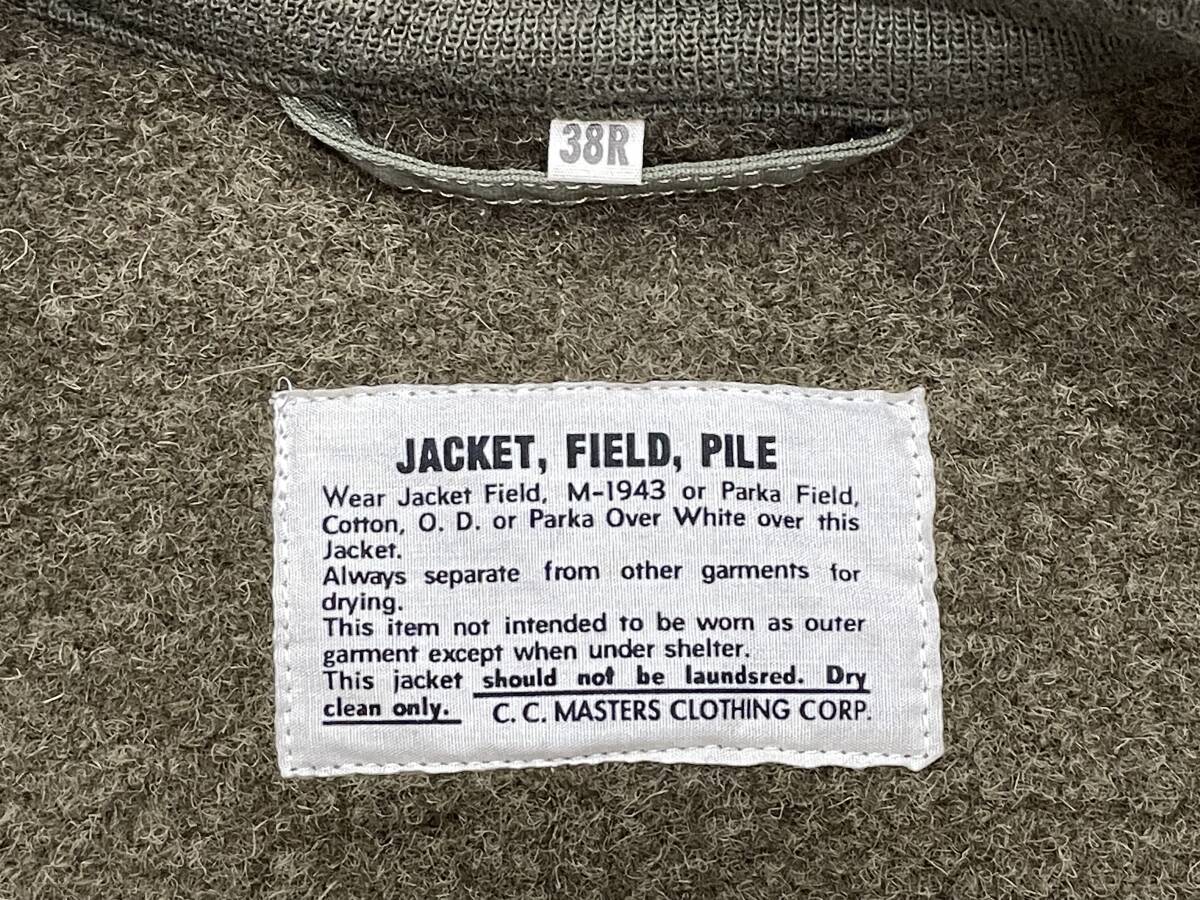 38R
JACKET, FIELD, PILE
Wear Jacket Field, M-1943 or Parka Field,
Cotton, O. D. or Parka Over White over this
Jacket.
Always separate from other garments for
drying.
This item not intended to be worn as outer
garment except when under shelter.
This jacket should not be laundsred. Dry
clean only. C. C. MASTERS CLOTHING CORP.